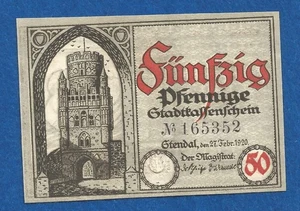 Fünfzig
Pfennige
Stadtkassenschein
№ 165352
Stendal, den 27. Febr. 1920.
Der Magistrat:
50